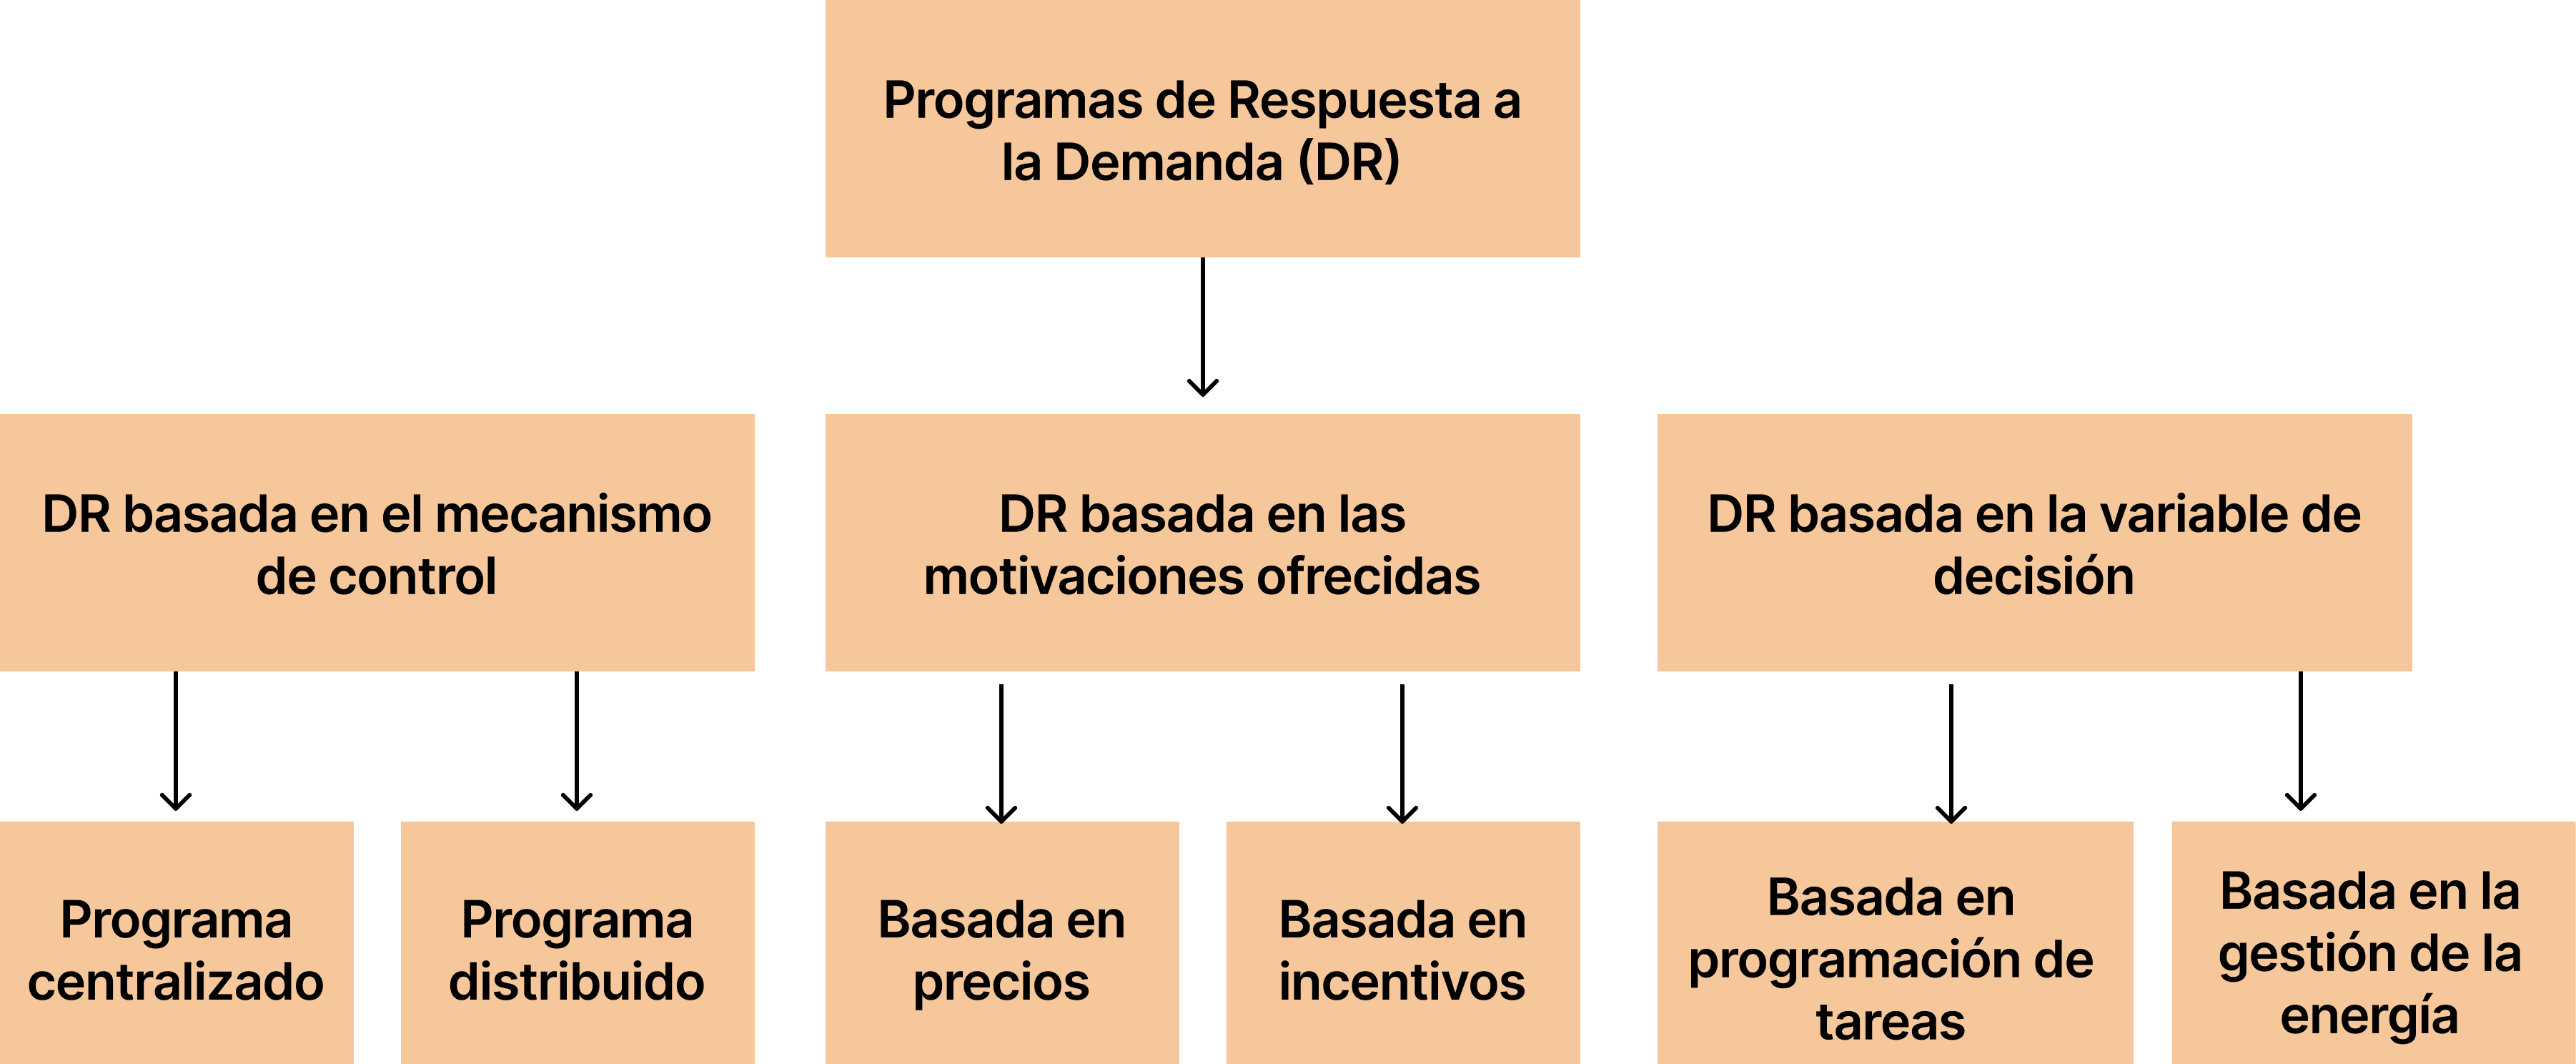 Programas de Respuesta a
la Demanda (DR)
DR basada en el mecanismo
de control
DR basada en las
motivaciones ofrecidas
DR basada en la variable de
decisión
Programa
centralizado
Programa
distribuido
Basada en
precios
Basada en
incentivos
Basada en
programación de
tareas
Basada en la
gestión de la
energía